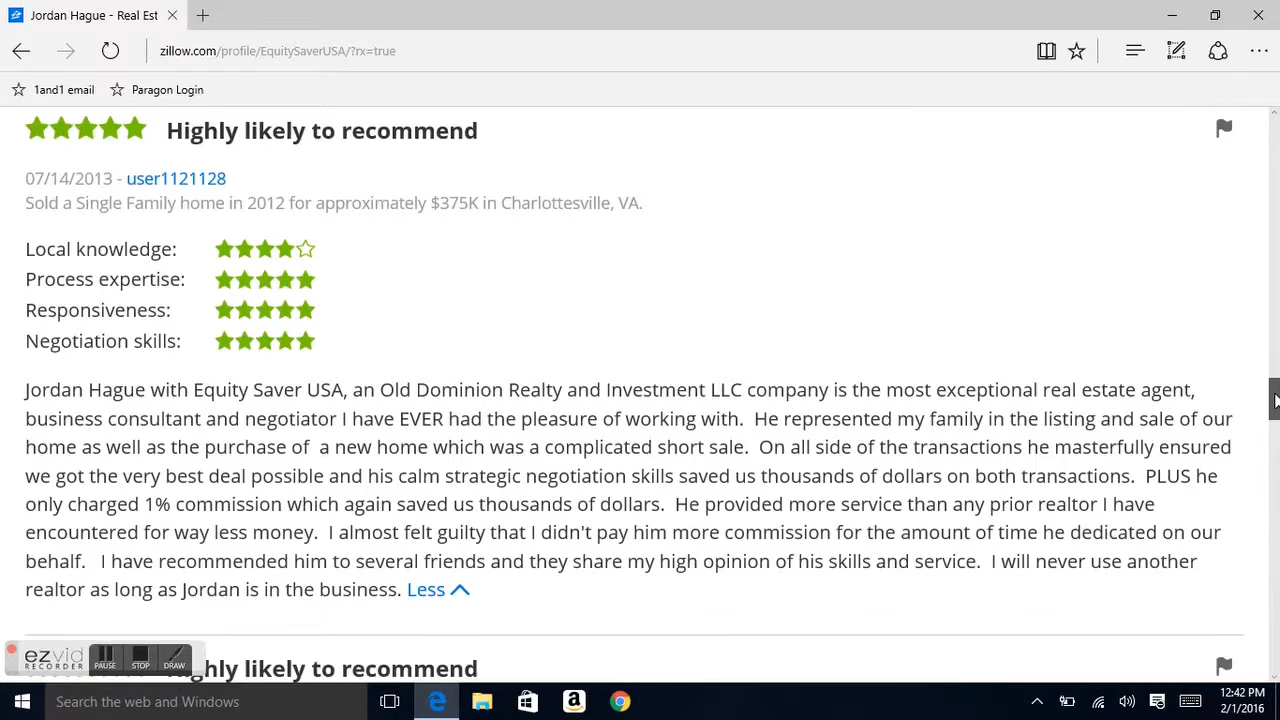 Jordan Hague - Real Est
zillow.com/profile/EquitySaverUSA/?rx=true
1and1 email Paragon Login
Highly likely to recommend
07/14/2013 - user1121128
Sold a Single Family home in 2012 for approximately $375K in Charlottesville, VA.
Local knowledge:
Process expertise:
Responsiveness:
Negotiation skills:
Jordan Hague with Equity Saver USA, an Old Dominion Realty and Investment LLC company is the most exceptional real estate agent,
business consultant and negotiator I have EVER had the pleasure of working with.  He represented my family in the listing and sale of our
home as well as the purchase of  a new home which was a complicated short sale.  On all side of the transactions he masterfully ensured
we got the very best deal possible and his calm strategic negotiation skills saved us thousands of dollars on both transactions.  PLUS he
only charged 1% commission which again saved us thousands of dollars.  He provided more service than any prior realtor I have
encountered for way less money.  I almost felt guilty that I didn't pay him more commission for the amount of time he dedicated on our
behalf.   I have recommended him to several friends and they share my high opinion of his skills and service.  I will never use another
realtor as long as Jordan is in the business. Less
ezvid
RECORDER
PAUSE STOP DRAW
ghly likely to recommend
Search the web and Windows
12:42 PM
2/1/2016